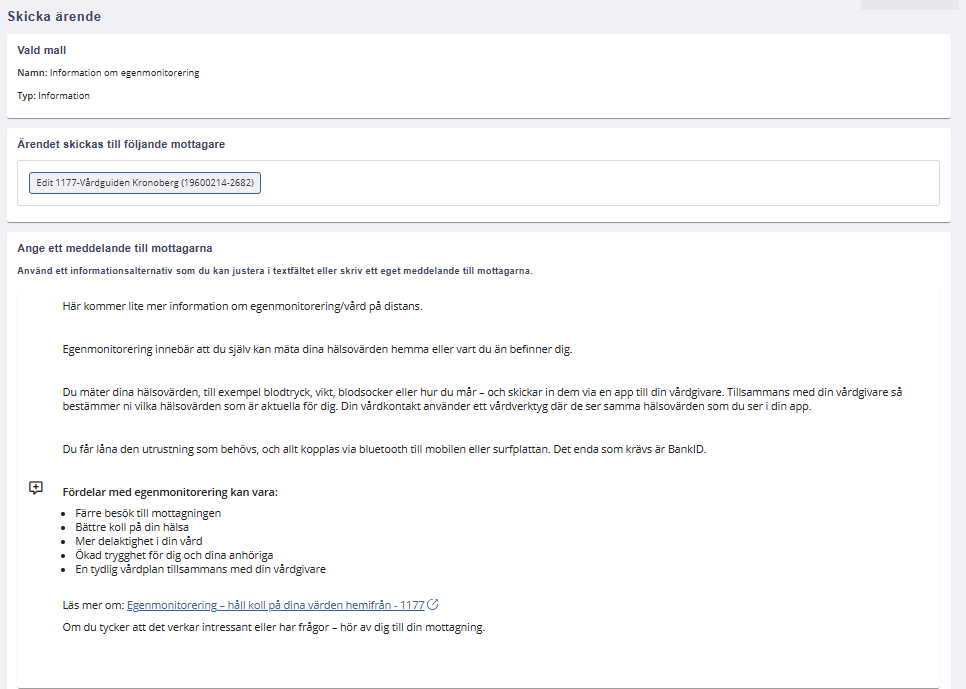 Skicka ärende
Vald mall
Namn: Information om egenmonitorering
Typ: Information
Ärendet skickas till följande mottagare
Edit 1177-Vårdguiden Kronoberg (19600214-2682)
Ange ett meddelande till mottagarna
Använd ett informationsalternativ som du kan justera i textfältet eller skriv ett eget meddelande till mottagarna.
Här kommer lite mer information om egenmonitorering/vård på distans.
Egenmonitorering innebär att du själv kan mäta dina hälsovärden hemma eller vart du än befinner dig.
Du mäter dina hälsovärden, till exempel blodtryck, vikt, blodsocker eller hur du mår – och skickar in dem via en app till din vårdgivare. Tillsammans med din vårdgivare så
bestämmer ni vilka hälsovärden som är aktuella för dig. Din vårdkontakt använder ett vårdverktyg där de ser samma hälsovärden som du ser i din app.
Du får låna den utrustning som behövs, och allt kopplas via bluetooth till mobilen eller surfplattan. Det enda som krävs är BankID.
Fördelar med egenmonitorering kan vara:
• Färre besök till mottagningen
• Bättre koll på din hälsa
• Mer delaktighet i din vård
• Ökad trygghet för dig och dina anhöriga
• En tydlig vårdplan tillsammans med din vårdgivare
Läs mer om: Egenmonitorering – håll koll på dina värden hemifrån - 1177
Om du tycker att det verkar intressant eller har frågor – hör av dig till din mottagning.